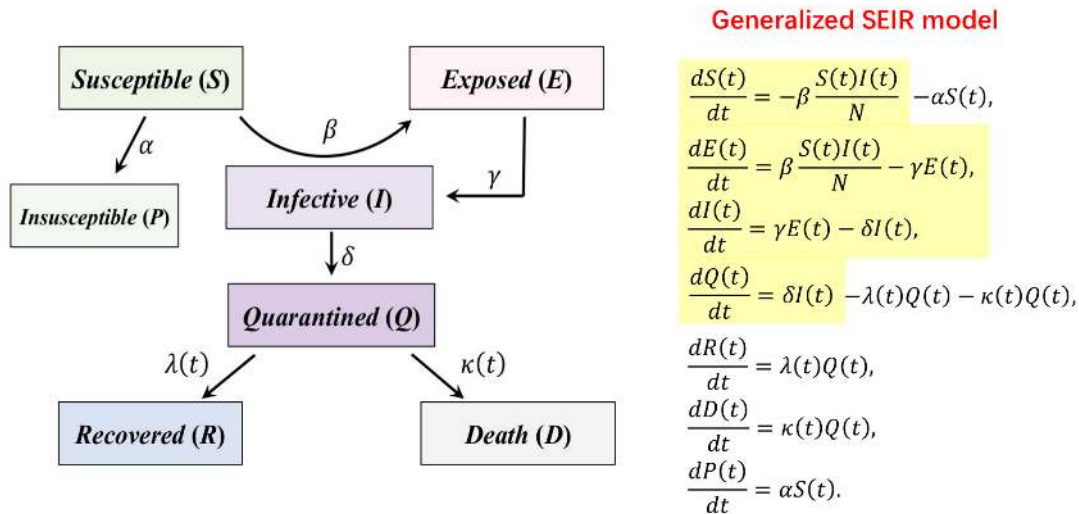 Generalized SEIR model
Susceptible (S)
Exposed (E)
α
β
γ
Insusceptible (P)
Infective (I)
δ
Quarantined (Q)
λ(t)
κ(t)
Recovered (R)
Death (D)
dS(t)/dt = −β S(t)I(t)/N −αS(t),
dE(t)/dt = β S(t)I(t)/N − γE(t),
dI(t)/dt = γE(t) − δI(t),
dQ(t)/dt = δI(t) −λ(t)Q(t) − κ(t)Q(t),
dR(t)/dt = λ(t)Q(t),
dD(t)/dt = κ(t)Q(t),
dP(t)/dt = αS(t).